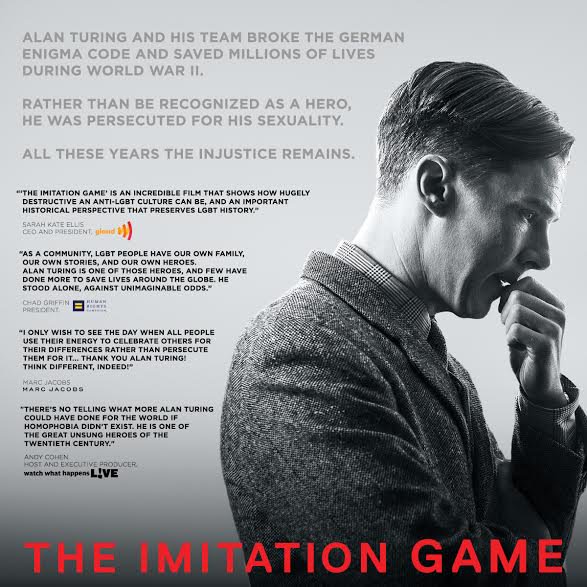 ALAN TURING AND HIS TEAM BROKE THE GERMAN
ENIGMA CODE AND SAVED MILLIONS OF LIVES
DURING WORLD WAR II.
RATHER THAN BE RECOGNIZED AS A HERO,
HE WAS PERSECUTED FOR HIS SEXUALITY.
ALL THESE YEARS THE INJUSTICE REMAINS.
"'THE IMITATION GAME' IS AN INCREDIBLE FILM THAT SHOWS HOW HUGELY
DESTRUCTIVE AN ANTI-LGBT CULTURE CAN BE, AND AN IMPORTANT
HISTORICAL PERSPECTIVE THAT PRESERVES LGBT HISTORY."
SARAH KATE ELLIS
CEO AND PRESIDENT, glaad
"AS A COMMUNITY, LGBT PEOPLE HAVE OUR OWN FAMILY,
OUR OWN STORIES, AND OUR OWN HEROES.
ALAN TURING IS ONE OF THOSE HEROES, AND FEW HAVE
DONE MORE TO SAVE LIVES AROUND THE GLOBE. HE
STOOD ALONE, AGAINST UNIMAGINABLE ODDS."
CHAD GRIFFIN
PRESIDENT,
HUMAN
RIGHTS
CAMPAIGN
"I ONLY WISH TO SEE THE DAY WHEN ALL PEOPLE
USE THEIR ENERGY TO CELEBRATE OTHERS FOR
THEIR DIFFERENCES RATHER THAN PERSECUTE
THEM FOR IT... THANK YOU ALAN TURING!
THINK DIFFERENT, INDEED!"
MARC JACOBS
MARC JACOBS
"THERE'S NO TELLING WHAT MORE ALAN TURING
COULD HAVE DONE FOR THE WORLD IF
HOMOPHOBIA DIDN'T EXIST. HE IS ONE OF
THE GREAT UNSUNG HEROES OF THE
TWENTIETH CENTURY."
ANDY COHEN
HOST AND EXECUTIVE PRODUCER,
watch what happens L!VE
THE IMITATION GAME